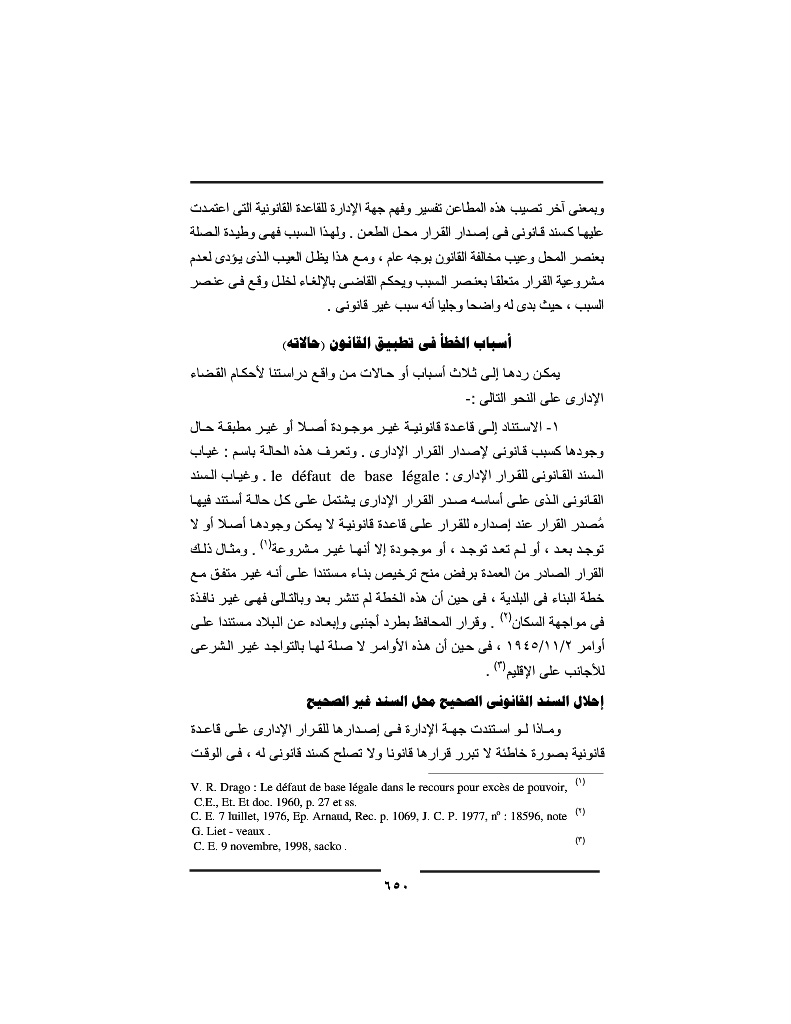 وبمعنى آخر تصيب هذه المطاعن تفسير وفهم جهة الإدارة للقاعدة القانونية التى اعتمدت
عليها كسند قانونى فى إصدار القرار محل الطعن . ولهذا السبب فهى وطيدة الصلة
بعنصر المحل وعيب مخالفة القانون بوجه عام ، ومع هذا يظل العيب الذى يؤدى لعدم
مشروعية القرار متعلقا بعنصر السبب ويحكم القاضى بالإلغاء لخلل وقع فى عنصر
السبب ، حيث بدى له واضحا وجليا أنه سبب غير قانونى .
أسباب الخطأ فى تطبيق القانون (حالاته)
يمكن ردها إلى ثلاث أسباب أو حالات من واقع دراستنا لأحكام القضاء
الإدارى على النحو التالى :-
١- الاستناد إلى قاعدة قانونية غير موجودة أصلا أو غير مطبقة حال
وجودها كسبب قانونى لإصدار القرار الإدارى . وتعرف هذه الحالة باسم : غياب
السند القانونى للقرار الإدارى : le défaut de base légale . وغياب السند
القانونى الذى على أساسه صدر القرار الإدارى يشتمل على كل حالة أستند فيها
مُصدر القرار عند إصداره للقرار على قاعدة قانونية لا يمكن وجودها أصلا أو لا
توجد بعد ، أو لم تعد توجد ، أو موجودة إلا أنها غير مشروعة(١) . ومثال ذلك
القرار الصادر من العمدة برفض منح ترخيص بناء مستندا على أنه غير متفق مع
خطة البناء فى البلدية ، فى حين أن هذه الخطة لم تنشر بعد وبالتالى فهى غير نافذة
فى مواجهة السكان(٢) . وقرار المحافظ بطرد أجنبى وإبعاده عن البلاد مستندا على
أوامر ١٩٤٥/١١/٢ ، فى حين أن هذه الأوامر لا صلة لها بالتواجد غير الشرعى
للأجانب على الإقليم(٣) .
إحلال السند القانونى الصحيح محل السند غير الصحيح
وماذا لو استندت جهة الإدارة فى إصدارها للقرار الإدارى على قاعدة
قانونية بصورة خاطئة لا تبرر قرارها قانونا ولا تصلح كسند قانونى له ، فى الوقت
V. R. Drago : Le défaut de base légale dans le recours pour excès de pouvoir, (١)
C.E., Et. Et doc. 1960, p. 27 et ss.
C. E. 7 luillet, 1976, Ep. Arnaud, Rec. p. 1069, J. C. P. 1977, nº : 18596, note (٢)
G. Liet - veaux .
C. E. 9 novembre, 1998, sacko . (٣)
٦٥٠